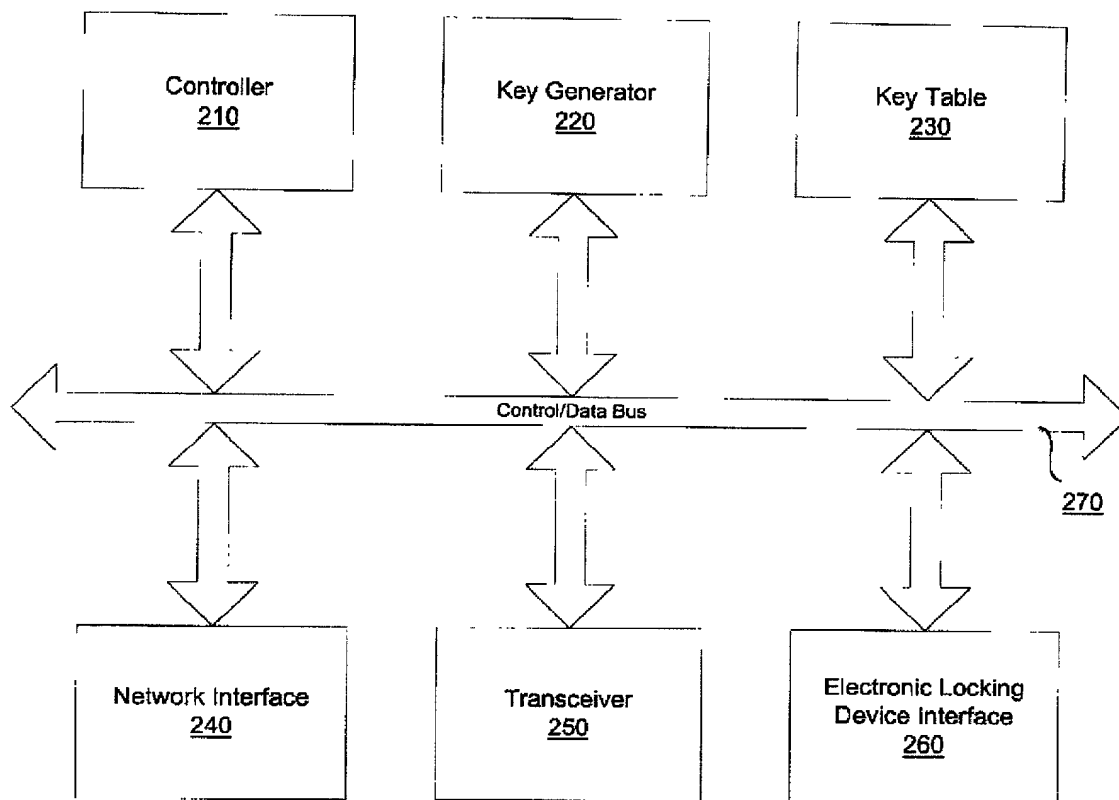 Controller
210
Key Generator
220
Key Table
230
Control/Data Bus
270
Network Interface
240
Transceiver
250
Electronic Locking
Device Interface
260